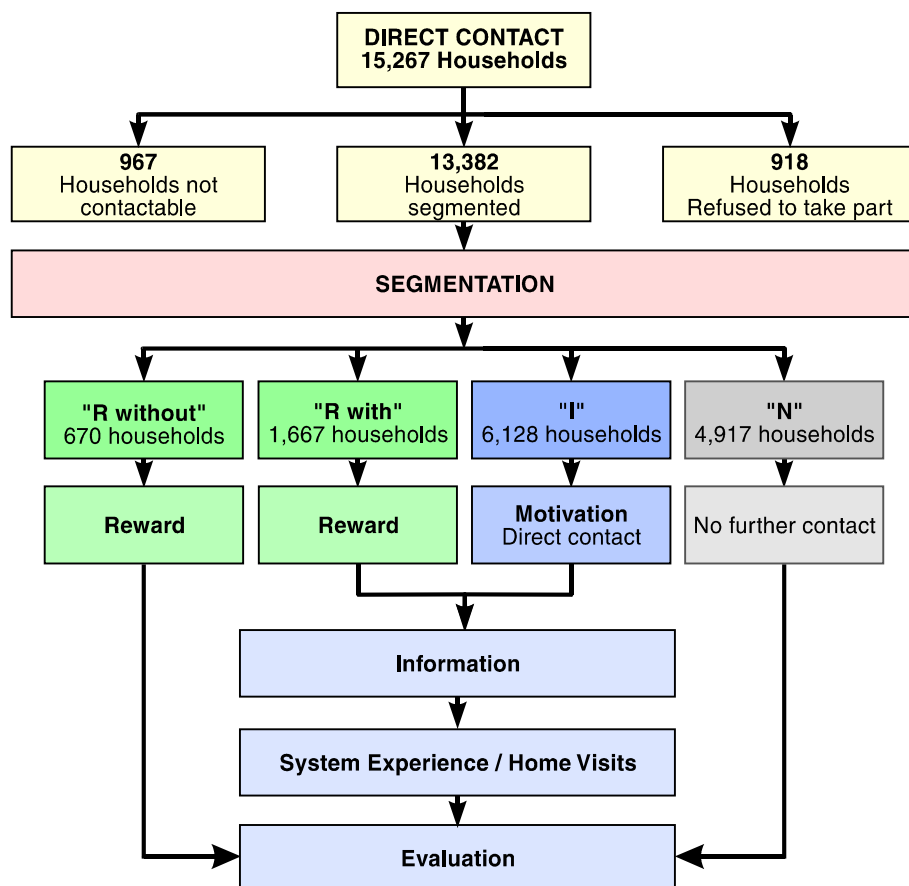 DIRECT CONTACT
15,267 Households
967
Households not
contactable
13,382
Households
segmented
918
Households
Refused to take part
SEGMENTATION
"R without"
670 households
"R with"
1,667 households
"I"
6,128 households
"N"
4,917 households
Reward
Reward
Motivation
Direct contact
No further contact
Information
System Experience / Home Visits
Evaluation